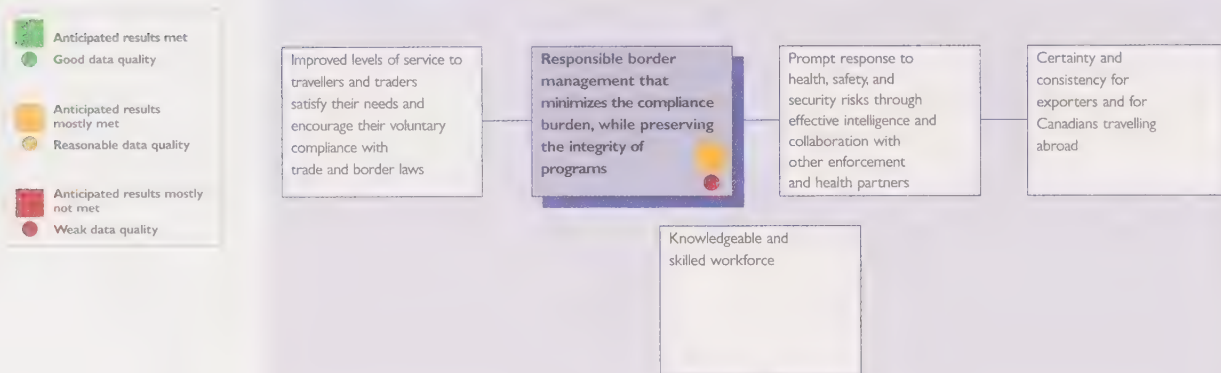 Anticipated results met
Good data quality
Anticipated results
mostly met
Reasonable data quality
Anticipated results mostly
not met
Weak data quality
Improved levels of service to
travellers and traders
satisfy their needs and
encourage their voluntary
compliance with
trade and border laws
Responsible border
management that
minimizes the compliance
burden, while preserving
the integrity of
programs
Prompt response to
health, safety, and
security risks through
effective intelligence and
collaboration with
other enforcement
and health partners
Certainty and
consistency for
exporters and for
Canadians travelling
abroad
Knowledgeable and
skilled workforce